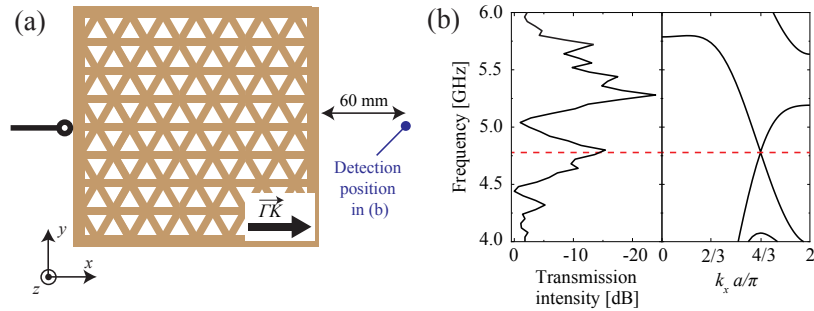 (a)
60 mm
Detection
position
in (b)
ΓK
y
x
z
(b)
6.0
5.5
5.0
4.5
4.0
Frequency [GHz]
0 -10 -20
Transmission
intensity [dB]
0 2/3 4/3 2
k_x a/π